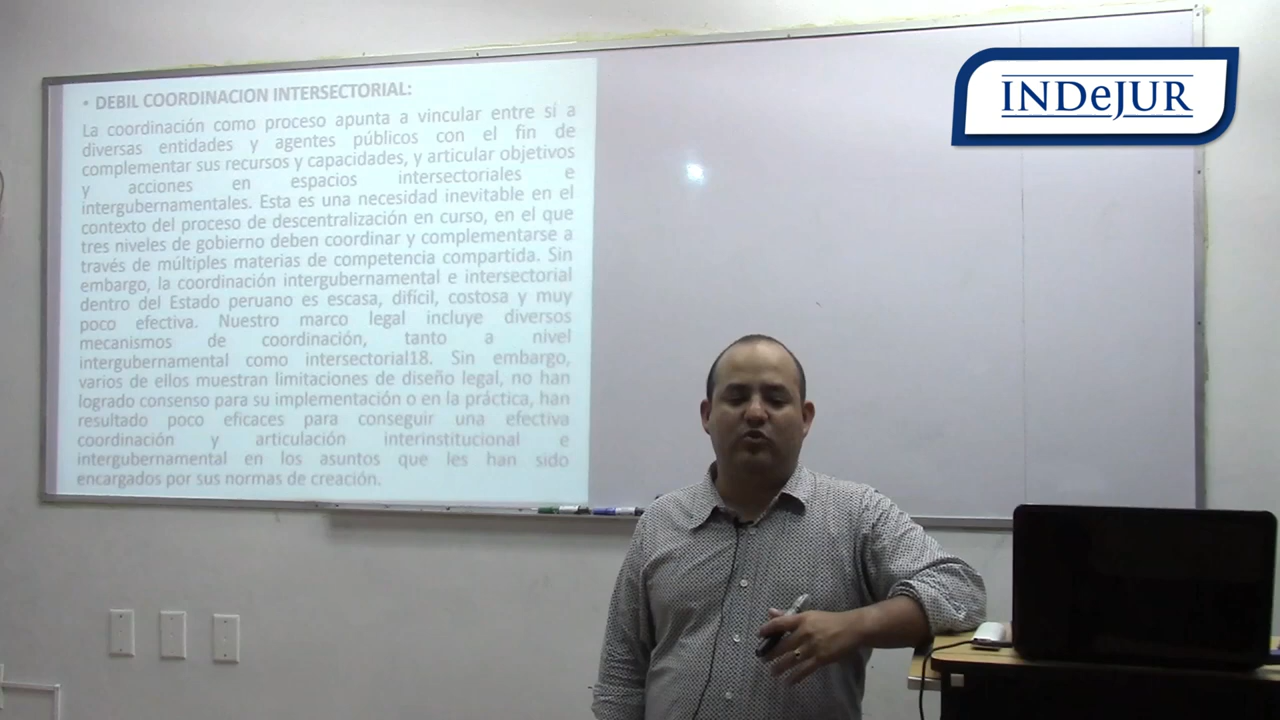 • DEBIL COORDINACION INTERSECTORIAL:
La coordinación como proceso apunta a vincular entre sí a
diversas entidades y agentes públicos con el fin de
complementar sus recursos y capacidades, y articular objetivos
y acciones en espacios intersectoriales e
intergubernamentales. Esta es una necesidad inevitable en el
contexto del proceso de descentralización en curso, en el que
tres niveles de gobierno deben coordinar y complementarse a
través de múltiples materias de competencia compartida. Sin
embargo, la coordinación intergubernamental e intersectorial
dentro del Estado peruano es escasa, difícil, costosa y muy
poco efectiva. Nuestro marco legal incluye diversos
mecanismos de coordinación, tanto a nivel
intergubernamental como intersectorial18. Sin embargo,
varios de ellos muestran limitaciones de diseño legal, no han
logrado consenso para su implementación o en la práctica, han
resultado poco eficaces para conseguir una efectiva
coordinación y articulación interinstitucional e
intergubernamental en los asuntos que les han sido
encargados por sus normas de creación.
INDeJUR